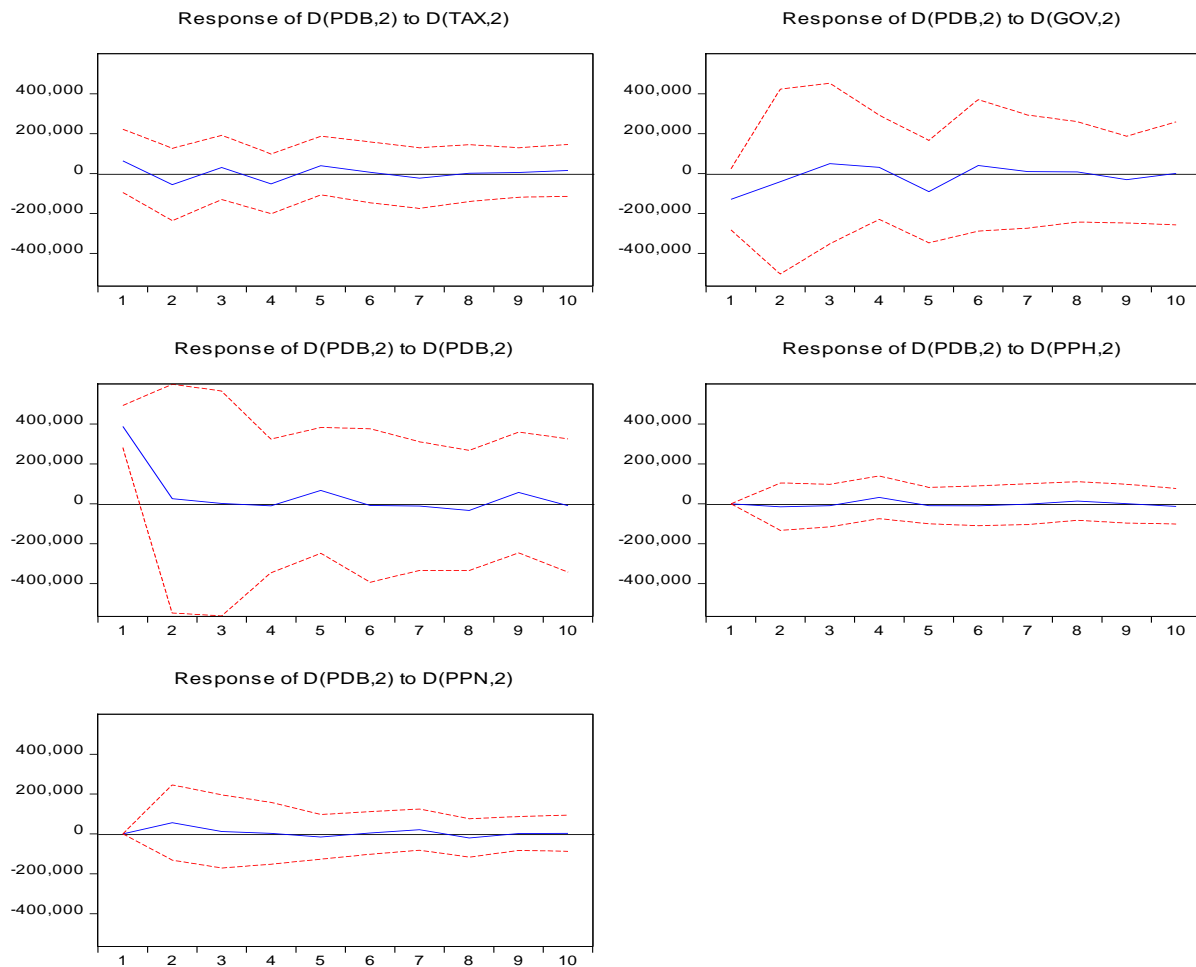 Response of D(PDB,2) to D(TAX,2)
400,000
200,000
0
-200,000
-400,000
1 2 3 4 5 6 7 8 9 10
Response of D(PDB,2) to D(GOV,2)
400,000
200,000
0
-200,000
-400,000
1 2 3 4 5 6 7 8 9 10
Response of D(PDB,2) to D(PDB,2)
400,000
200,000
0
-200,000
-400,000
1 2 3 4 5 6 7 8 9 10
Response of D(PDB,2) to D(PPH,2)
400,000
200,000
0
-200,000
-400,000
1 2 3 4 5 6 7 8 9 10
Response of D(PDB,2) to D(PPN,2)
400,000
200,000
0
-200,000
-400,000
1 2 3 4 5 6 7 8 9 10